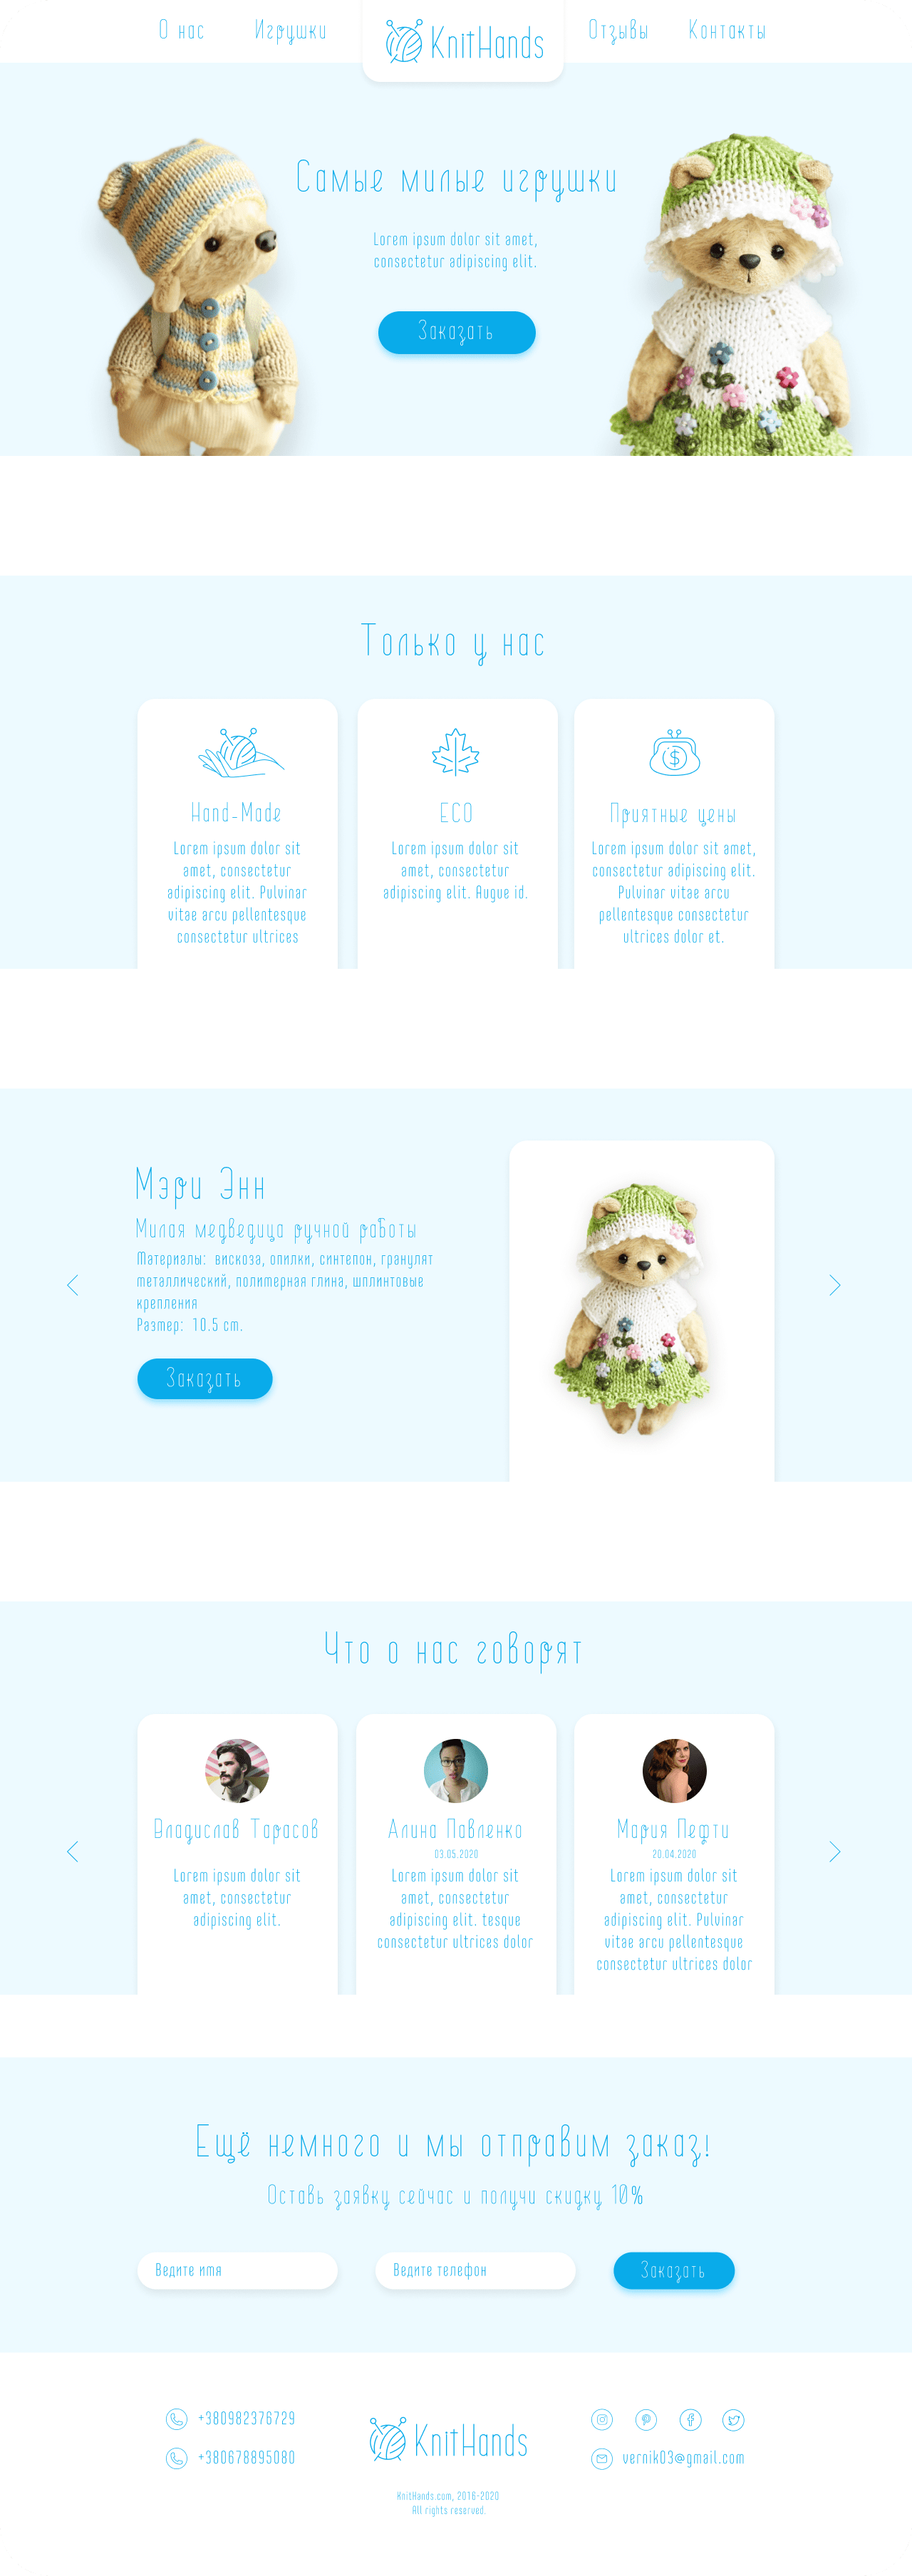 О нас
Игрушки
KnitHands
Отзывы
Контакты
Самые милые игрушки
Lorem ipsum dolor sit amet,
consectetur adipiscing elit.
Заказать
Только у нас
Hand-Made
Lorem ipsum dolor sit
amet, consectetur
adipiscing elit. Pulvinar
vitae arcu pellentesque
consectetur ultrices
ECO
Lorem ipsum dolor sit
amet, consectetur
adipiscing elit. Augue id.
Приятные цены
Lorem ipsum dolor sit amet,
consectetur adipiscing elit.
Pulvinar vitae arcu
pellentesque consectetur
ultrices dolor et.
Мэри Энн
Милая медведица ручной работы
Материалы: вискоза, опилки, синтепон, гранулят
металлический, полимерная глина, шплинтовые
крепления
Размер: 10.5 cm.
Заказать
Что о нас говорят
Владислав Тарасов
Lorem ipsum dolor sit
amet, consectetur
adipiscing elit.
Алина Павленко
03.05.2020
Lorem ipsum dolor sit
amet, consectetur
adipiscing elit. tesque
consectetur ultrices dolor
Мария Пефти
20.04.2020
Lorem ipsum dolor sit
amet, consectetur
adipiscing elit. Pulvinar
vitae arcu pellentesque
consectetur ultrices dolor
Ещё немного и мы отправим заказ!
Оставь заявку сейчас и получи скидку 10%
Ведите имя
Ведите телефон
Заказать
+380982376729
+380678895080
KnitHands
KnitHands.com, 2016-2020
All rights reserved.
vernik03@gmail.com